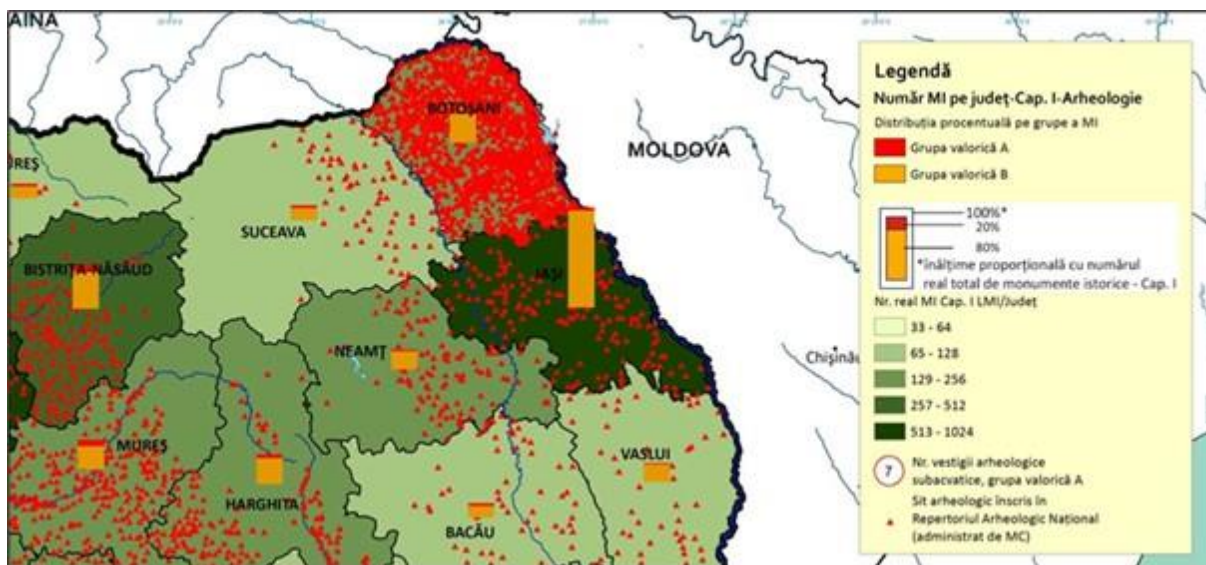 AINA
BOTOȘANI
MOLDOVA
SUCEAVA
BISTRIȚA-NĂSĂUD
IAȘI
NEAMȚ
MUREȘ
HARGHITA
BACĂU
VASLUI
Chișinău
Legendă
Număr MI pe județ-Cap. I-Arheologie
Distribuția procentuală pe grupe a MI
Grupa valorică A
Grupa valorică B
100%*
20%
80%
*înălțime proporțională cu numărul
real total de monumente istorice - Cap. I
Nr. real MI Cap. I LMI/Județ
33 - 64
65 - 128
129 - 256
257 - 512
513 - 1024
7
Nr. vestigii arheologice
subacvatice, grupa valorică A
Sit arheologic înscris în
Repertoriul Arheologic Național
(administrat de MC)